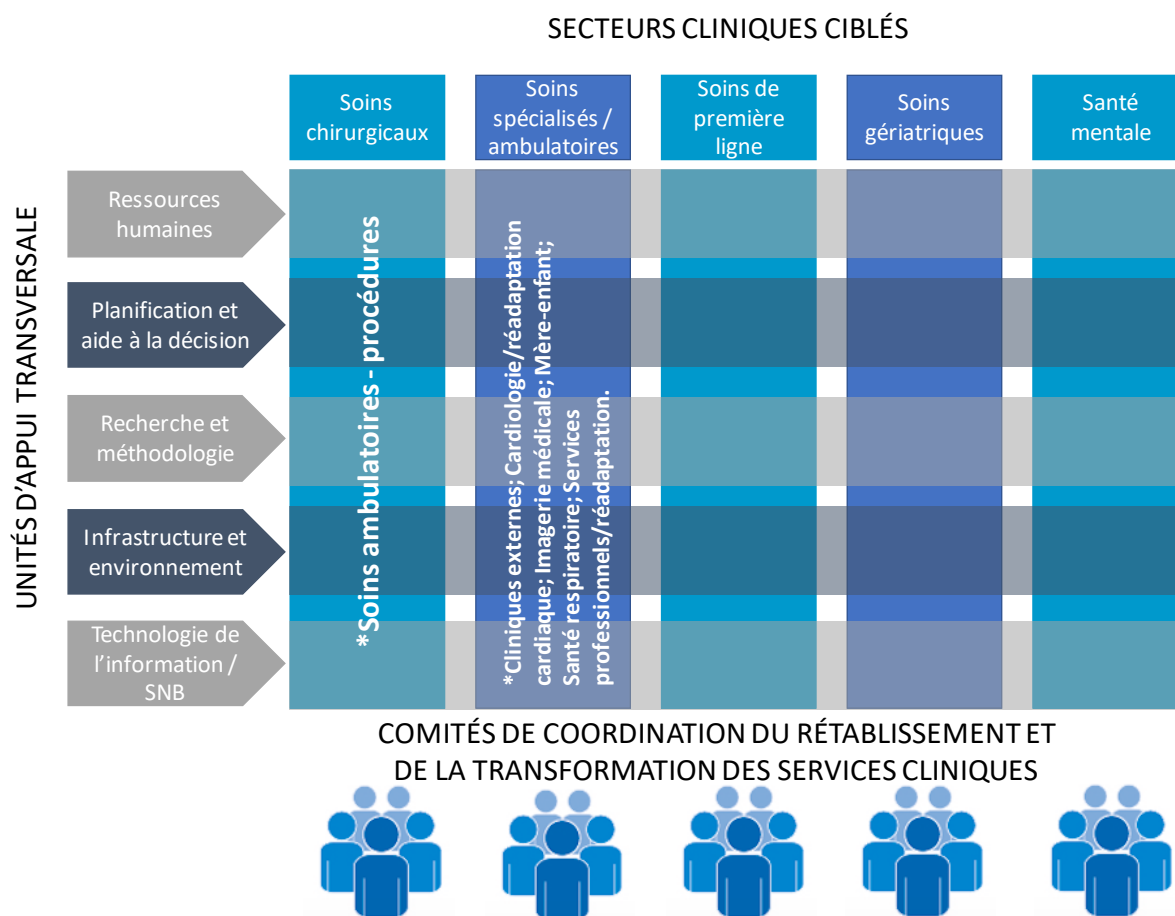 SECTEURS CLINIQUES CIBLÉS
Soins
chirurgicaux
Soins
spécialisés /
ambulatoires
Soins de
première
ligne
Soins
gériatriques
Santé
mentale
UNITÉS D’APPUI TRANSVERSALE
Ressources
humaines
Planification et
aide à la décision
Recherche et
méthodologie
Infrastructure et
environnement
Technologie de
l’information /
SNB
*Soins ambulatoires - procédures
*Cliniques externes; Cardiologie/réadaptation
cardiaque; Imagerie médicale; Mère-enfant;
Santé respiratoire; Services
professionnels/réadaptation.
COMITÉS DE COORDINATION DU RÉTABLISSEMENT ET
DE LA TRANSFORMATION DES SERVICES CLINIQUES